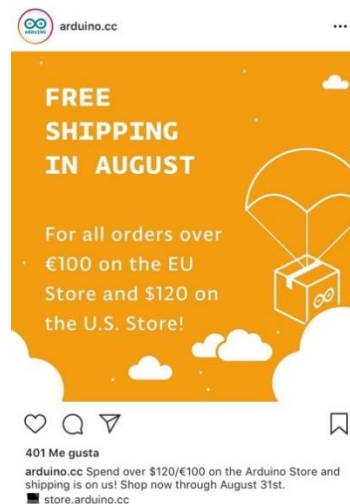 arduino.cc
ARDUINO
FREE
SHIPPING
IN AUGUST
For all orders over
€100 on the EU
Store and $120 on
the U.S. Store!
401 Me gusta
arduino.cc Spend over $120/€100 on the Arduino Store and
shipping is on us! Shop now through August 31st.
store.arduino.cc